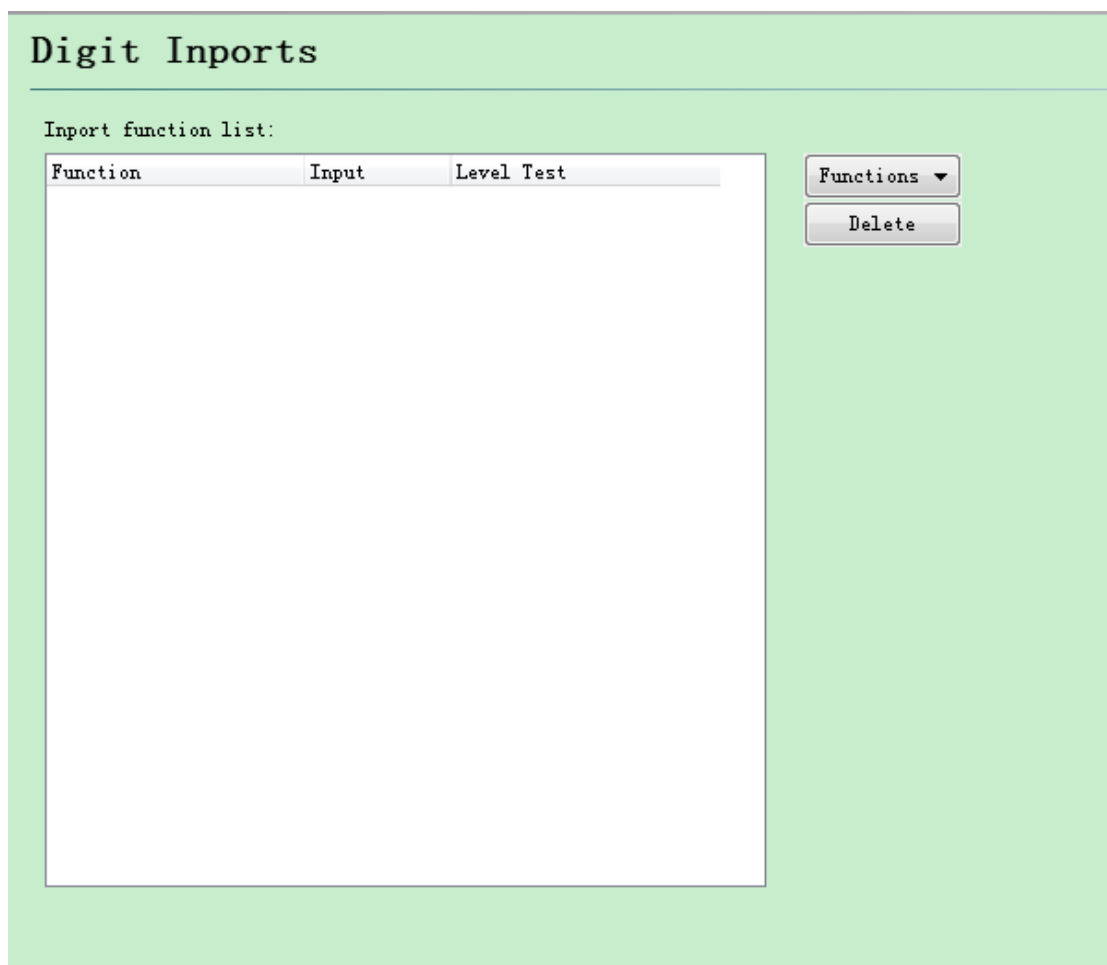 Digit Inports
Inport function list:
Function Input Level Test
Functions
Delete